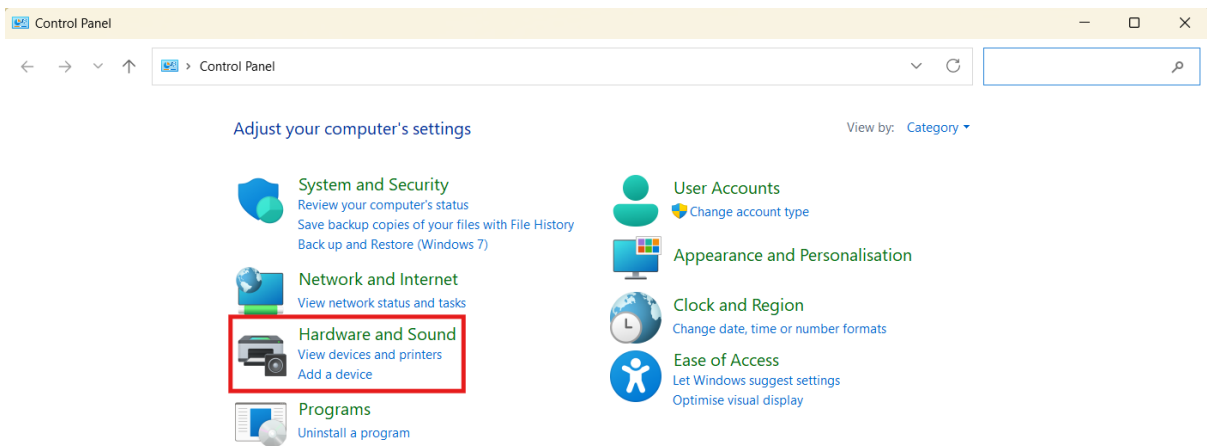 Control Panel
Control Panel
Adjust your computer's settings
View by: Category
System and Security
Review your computer's status
Save backup copies of your files with File History
Back up and Restore (Windows 7)
Network and Internet
View network status and tasks
Hardware and Sound
View devices and printers
Add a device
Programs
Uninstall a program
User Accounts
Change account type
Appearance and Personalisation
Clock and Region
Change date, time or number formats
Ease of Access
Let Windows suggest settings
Optimise visual display